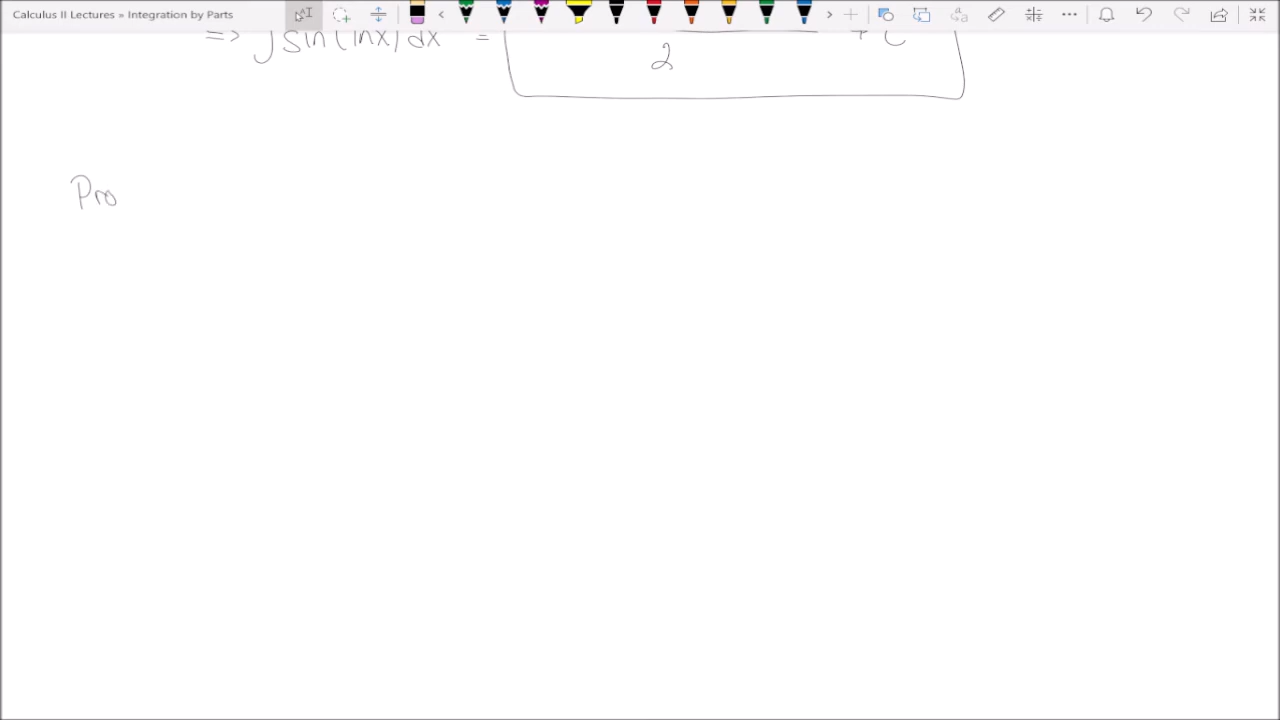 Calculus II Lectures » Integration by Parts
=> ∫ sin(lnx) dx = 2 + C
Pro